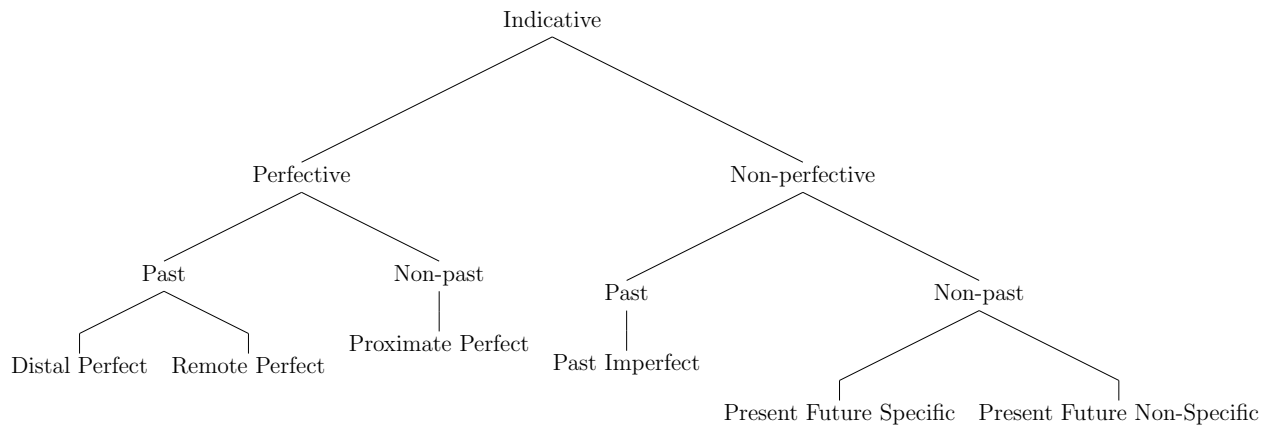 Indicative
Perfective
Non-perfective
Past
Non-past
Past
Non-past
Distal Perfect
Remote Perfect
Proximate Perfect
Past Imperfect
Present Future Specific
Present Future Non-Specific